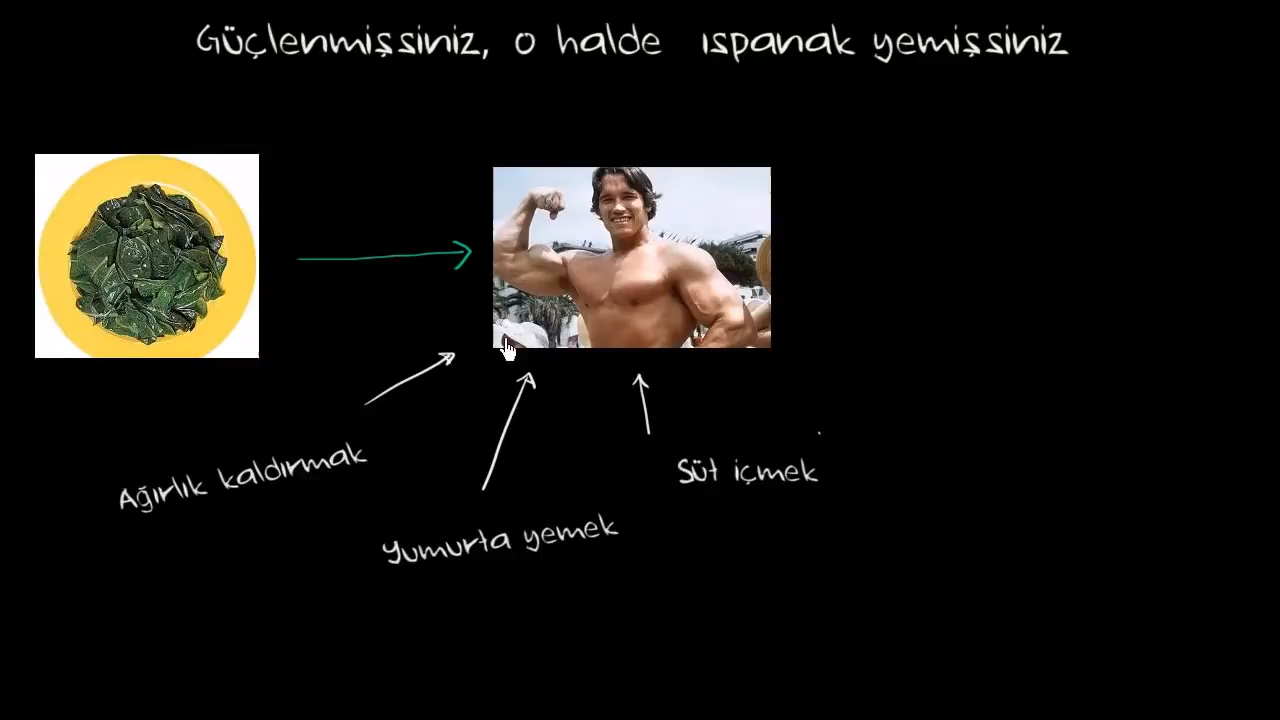 Güçlenmişsiniz, o halde ıspanak yemişsiniz
Ağırlık kaldırmak
Süt içmek
yumurta yemek